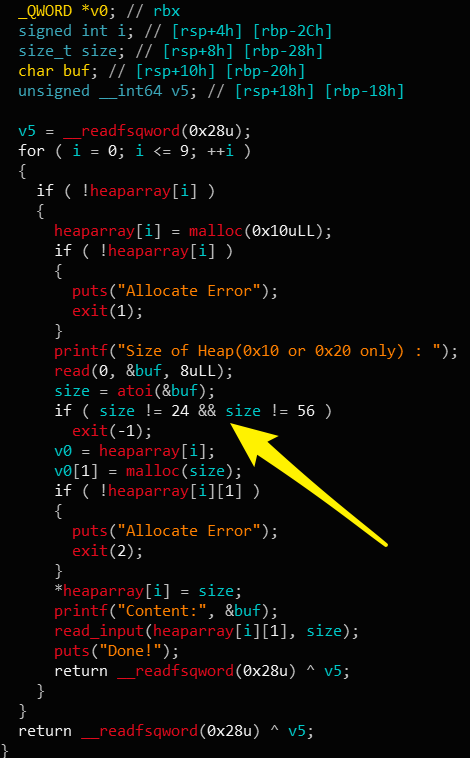 _QWORD *v0; // rbx
signed int i; // [rsp+4h] [rbp-2Ch]
size_t size; // [rsp+8h] [rbp-28h]
char buf; // [rsp+10h] [rbp-20h]
unsigned __int64 v5; // [rsp+18h] [rbp-18h]
v5 = __readfsqword(0x28u);
for ( i = 0; i <= 9; ++i )
{
if ( !heaparray[i] )
{
heaparray[i] = malloc(0x10uLL);
if ( !heaparray[i] )
{
puts("Allocate Error");
exit(1);
}
printf("Size of Heap(0x10 or 0x20 only) : ");
read(0, &buf, 8uLL);
size = atoi(&buf);
if ( size != 24 && size != 56 )
exit(-1);
v0 = heaparray[i];
v0[1] = malloc(size);
if ( !heaparray[i][1] )
{
puts("Allocate Error");
exit(2);
}
*heaparray[i] = size;
printf("Content:", &buf);
read_input(heaparray[i][1], size);
puts("Done!");
return __readfsqword(0x28u) ^ v5;
}
}
return __readfsqword(0x28u) ^ v5;
}